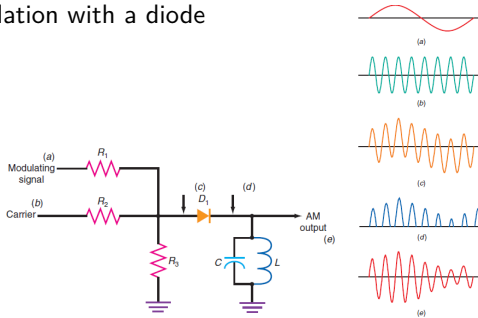 lation with a diode
(a)
Modulating
signal
R1
(b)
Carrier
R2
R3
(c)
D1
(d)
C
L
AM
output
(e)
(a)
(b)
(c)
(d)
(e)